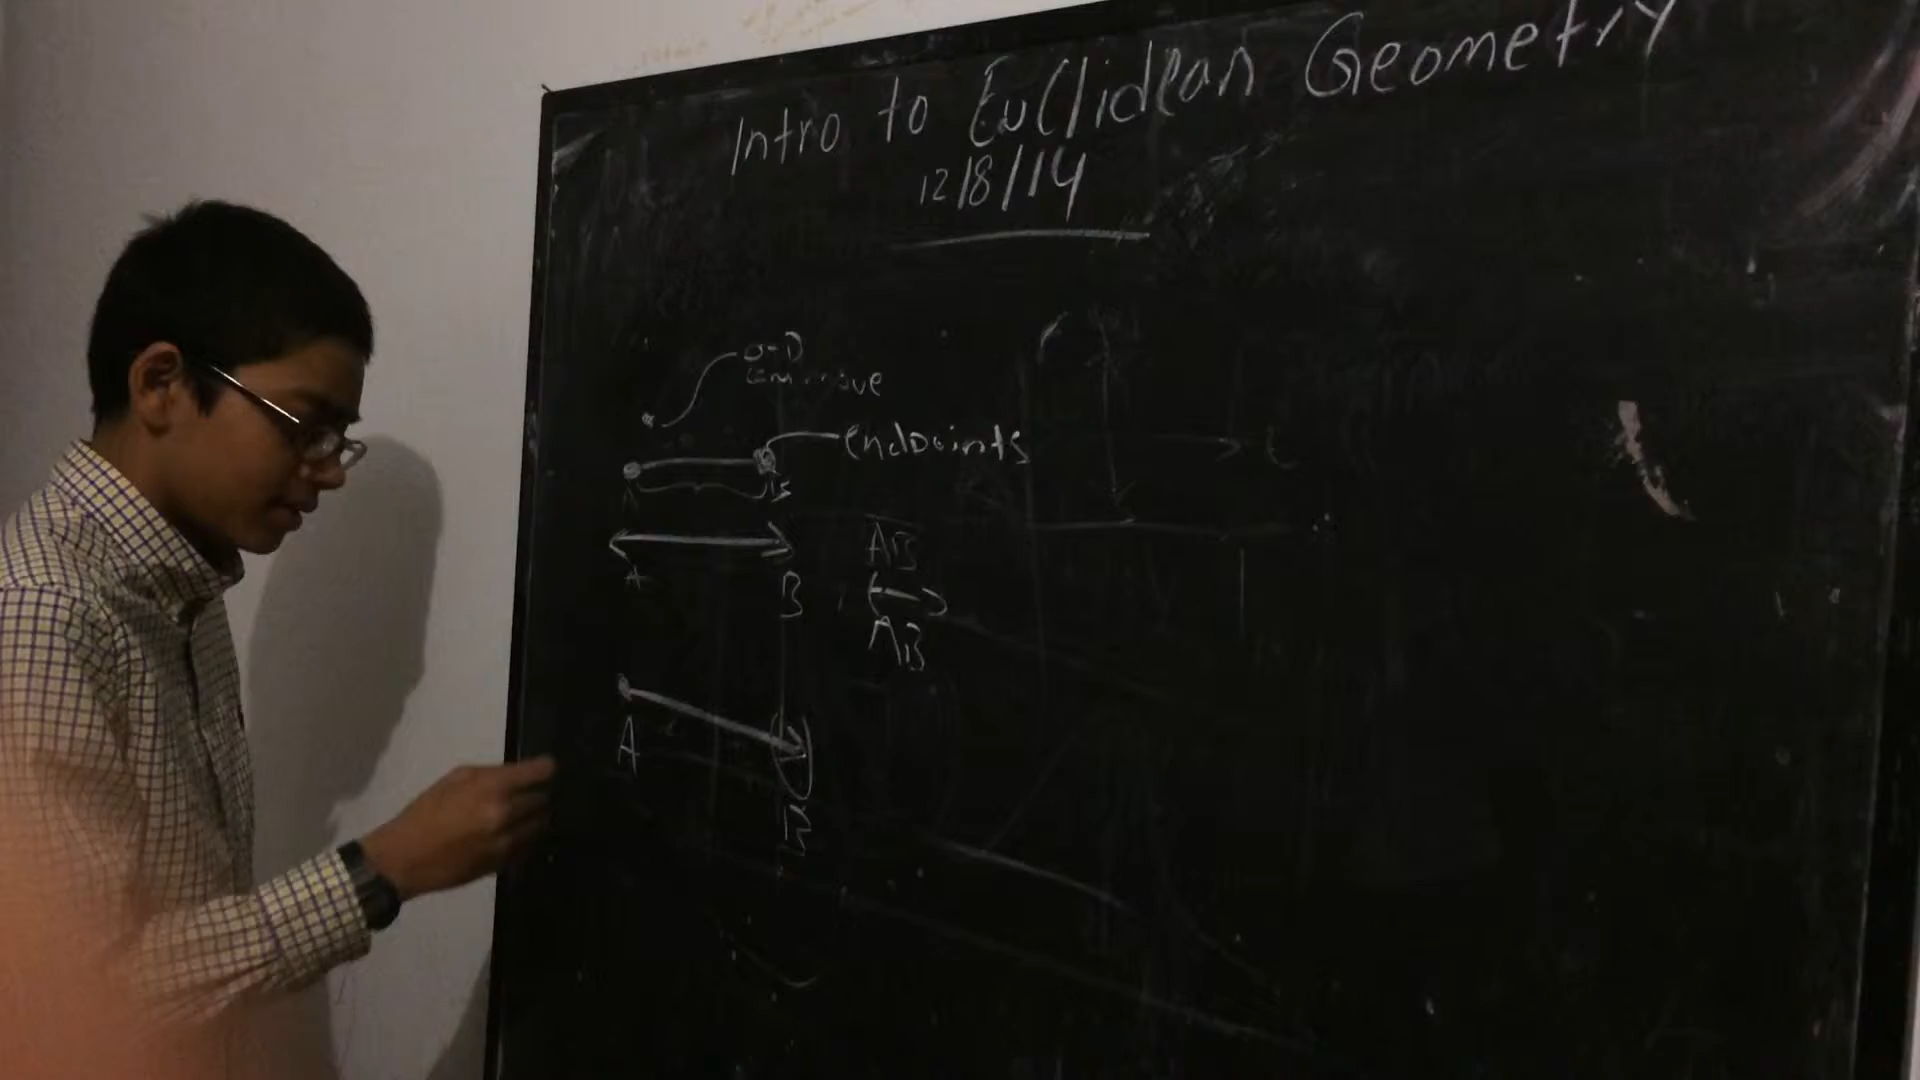 Intro to Euclidean Geometry
12/8/14
0-D
endpoints
A B
A B
AB
AB
A
B